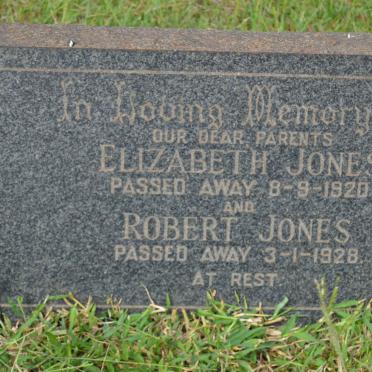 In Loving Memory
OUR DEAR PARENTS
ELIZABETH JONES
PASSED AWAY 8-9-1920
AND
ROBERT JONES
PASSED AWAY 3-1-1928
AT REST